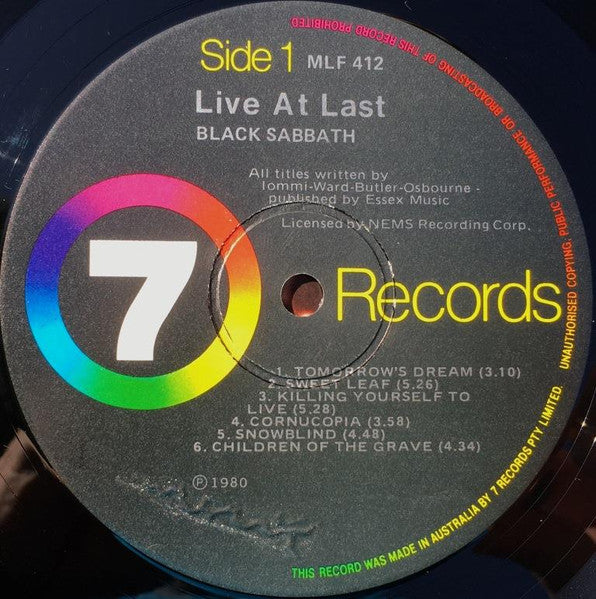 Side 1 MLF 412
Live At Last
BLACK SABBATH
All titles written by
Iommi-Ward-Butler-Osbourne -
published by Essex Music
Licensed by NEMS Recording Corp.
7
Records
1. TOMORROW'S DREAM (3.10)
2. SWEET LEAF (5.26)
3. KILLING YOURSELF TO
LIVE (5.28)
4. CORNUCOPIA (3.58)
5. SNOWBLIND (4.48)
6. CHILDREN OF THE GRAVE (4.34)
Ⓟ 1980
THIS RECORD WAS MADE IN AUSTRALIA BY 7 RECORDS PTY LIMITED. UNAUTHORISED COPYING, PUBLIC PERFORMANCE OR BROADCASTING OF THIS RECORD PROHIBITED